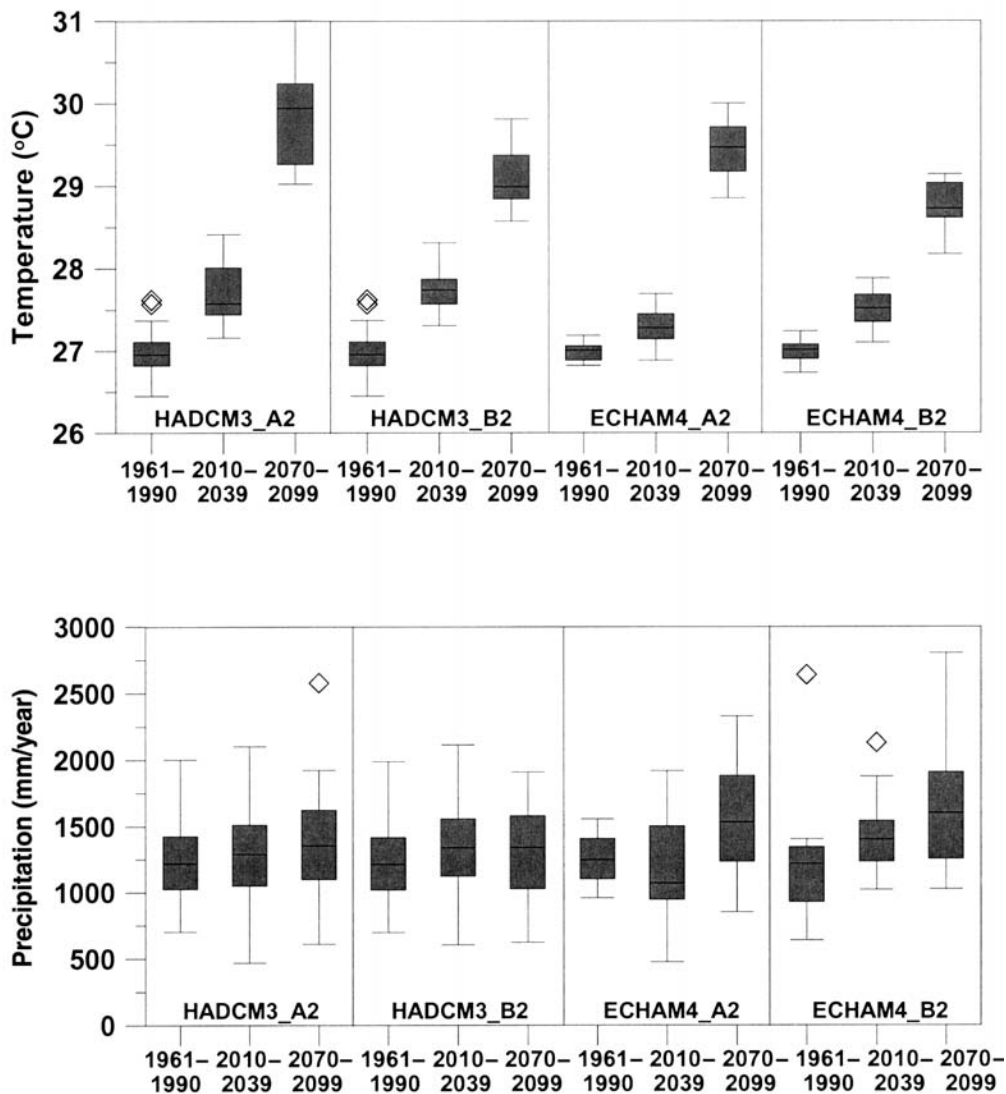 Temperature (°C)
31
30
29
28
27
26
HADCM3_A2 HADCM3_B2 ECHAM4_A2 ECHAM4_B2
1961– 2010– 2070– 1961– 2010– 2070– 1961– 2010– 2070– 1961– 2010– 2070–
1990 2039 2099 1990 2039 2099 1990 2039 2099 1990 2039 2099
Precipitation (mm/year)
3000
2500
2000
1500
1000
500
0
HADCM3_A2 HADCM3_B2 ECHAM4_A2 ECHAM4_B2
1961– 2010– 2070– 1961– 2010– 2070– 1961– 2010– 2070– 1961– 2010– 2070–
1990 2039 2099 1990 2039 2099 1990 2039 2099 1990 2039 2099